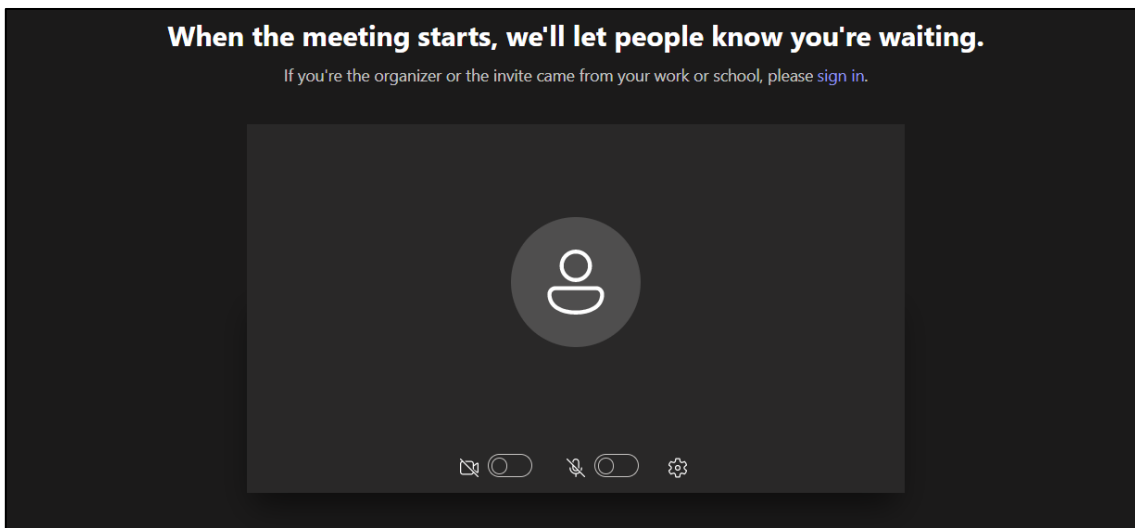 When the meeting starts, we'll let people know you're waiting.
If you're the organizer or the invite came from your work or school, please sign in.